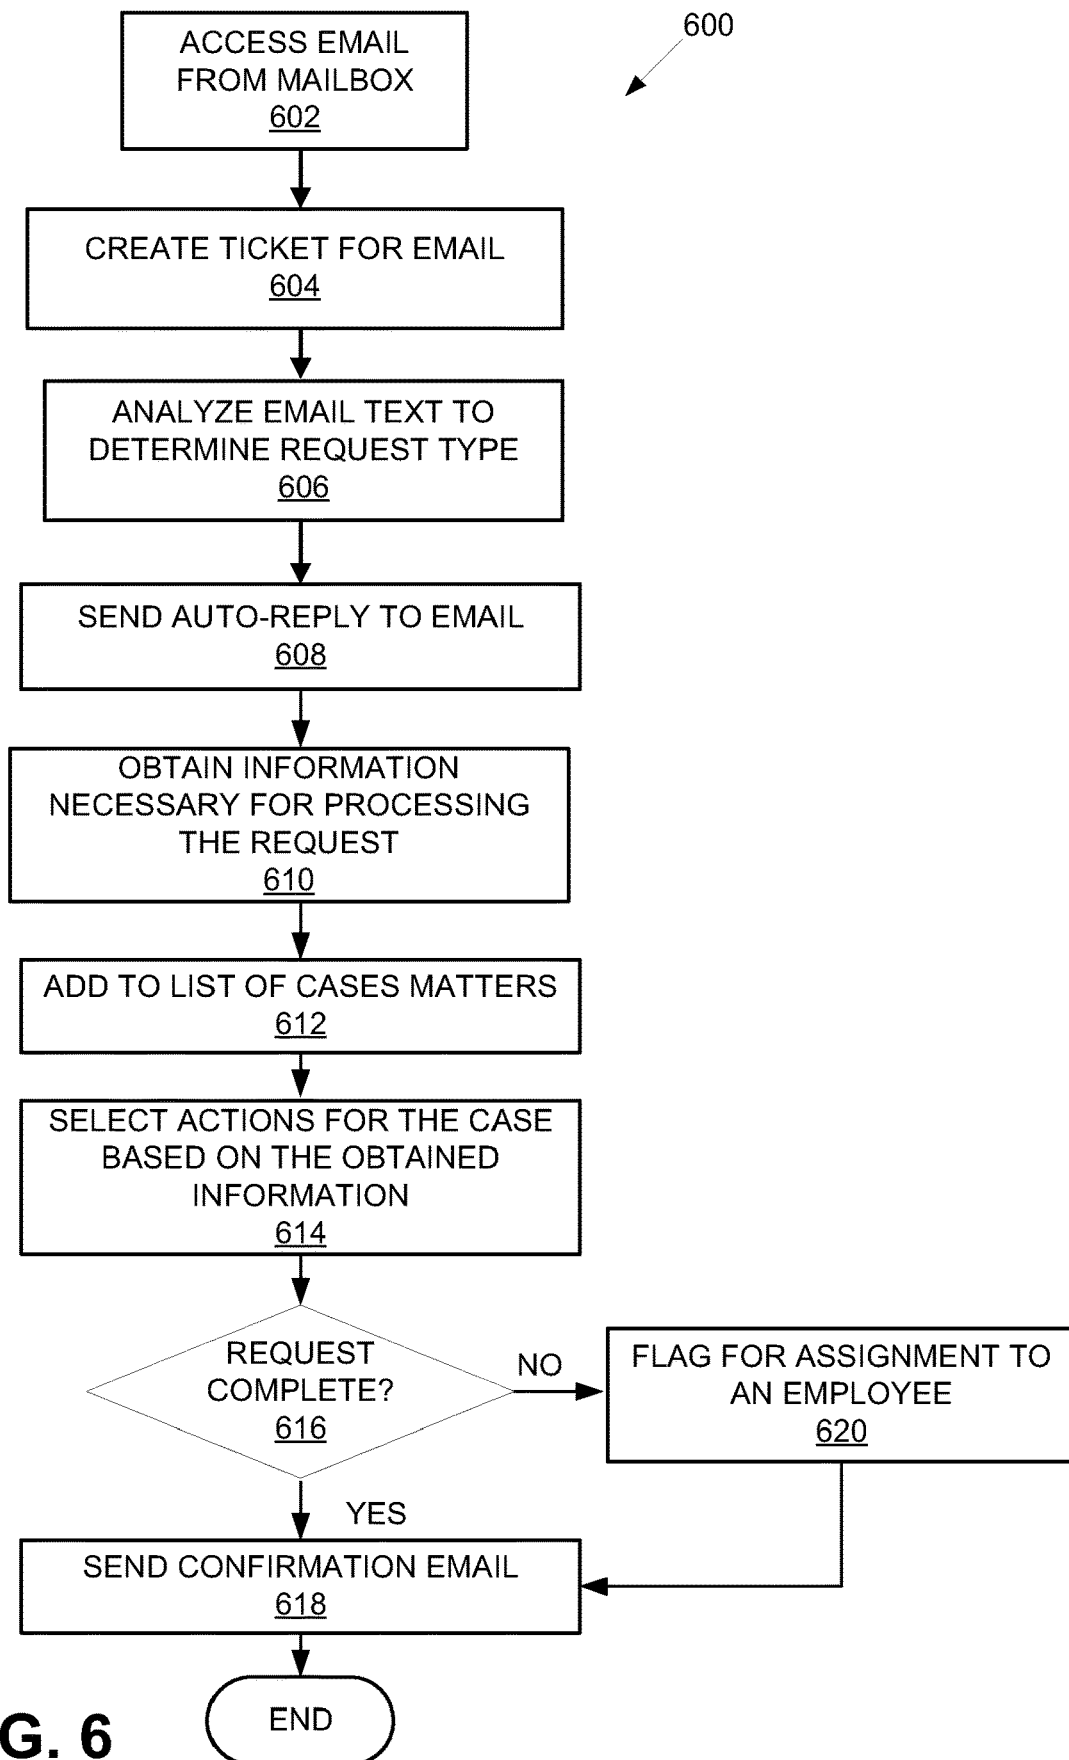 600
ACCESS EMAIL
FROM MAILBOX
602
CREATE TICKET FOR EMAIL
604
ANALYZE EMAIL TEXT TO
DETERMINE REQUEST TYPE
606
SEND AUTO-REPLY TO EMAIL
608
OBTAIN INFORMATION
NECESSARY FOR PROCESSING
THE REQUEST
610
ADD TO LIST OF CASES MATTERS
612
SELECT ACTIONS FOR THE CASE
BASED ON THE OBTAINED
INFORMATION
614
REQUEST
COMPLETE?
616
NO
FLAG FOR ASSIGNMENT TO
AN EMPLOYEE
620
YES
SEND CONFIRMATION EMAIL
618
END
G. 6